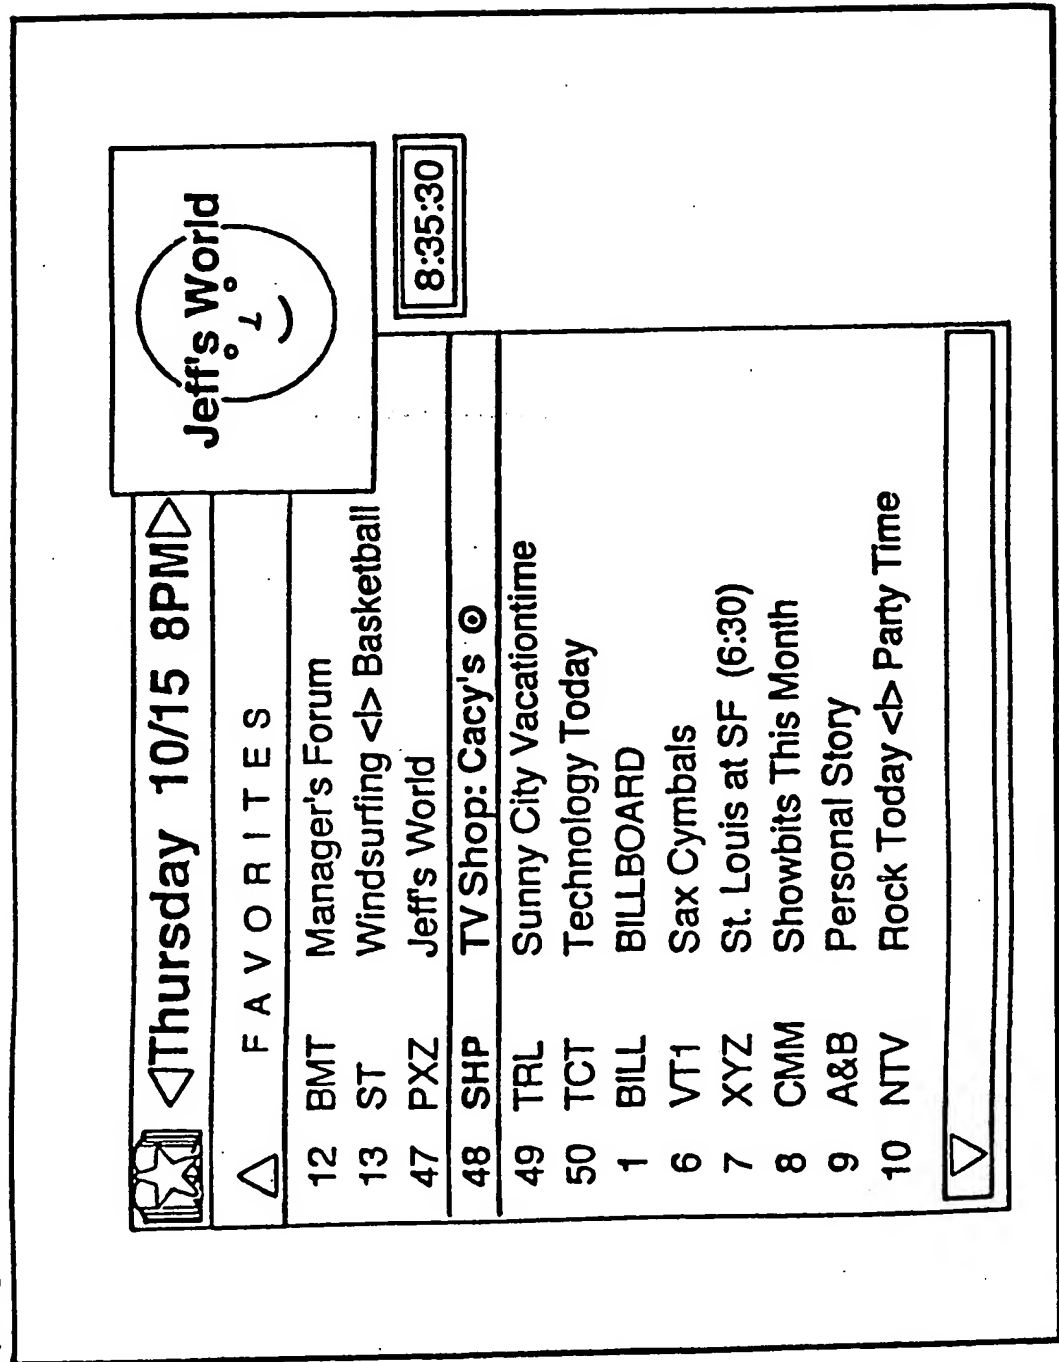 ◁Thursday 10/15 8PM▷
Jeff's World
FAVORITES
8:35:30
12 BMT Manager's Forum
13 ST Windsurfing <I> Basketball
47 PXZ Jeff's World
48 SHP TV Shop: Cacy's ⊙
49 TRL Sunny City Vacationtime
50 TCT Technology Today
1 BILL BILLBOARD
6 VT1 Sax Cymbals
7 XYZ St. Louis at SF (6:30)
8 CMM Showbits This Month
9 A&B Personal Story
10 NTV Rock Today <I> Party Time